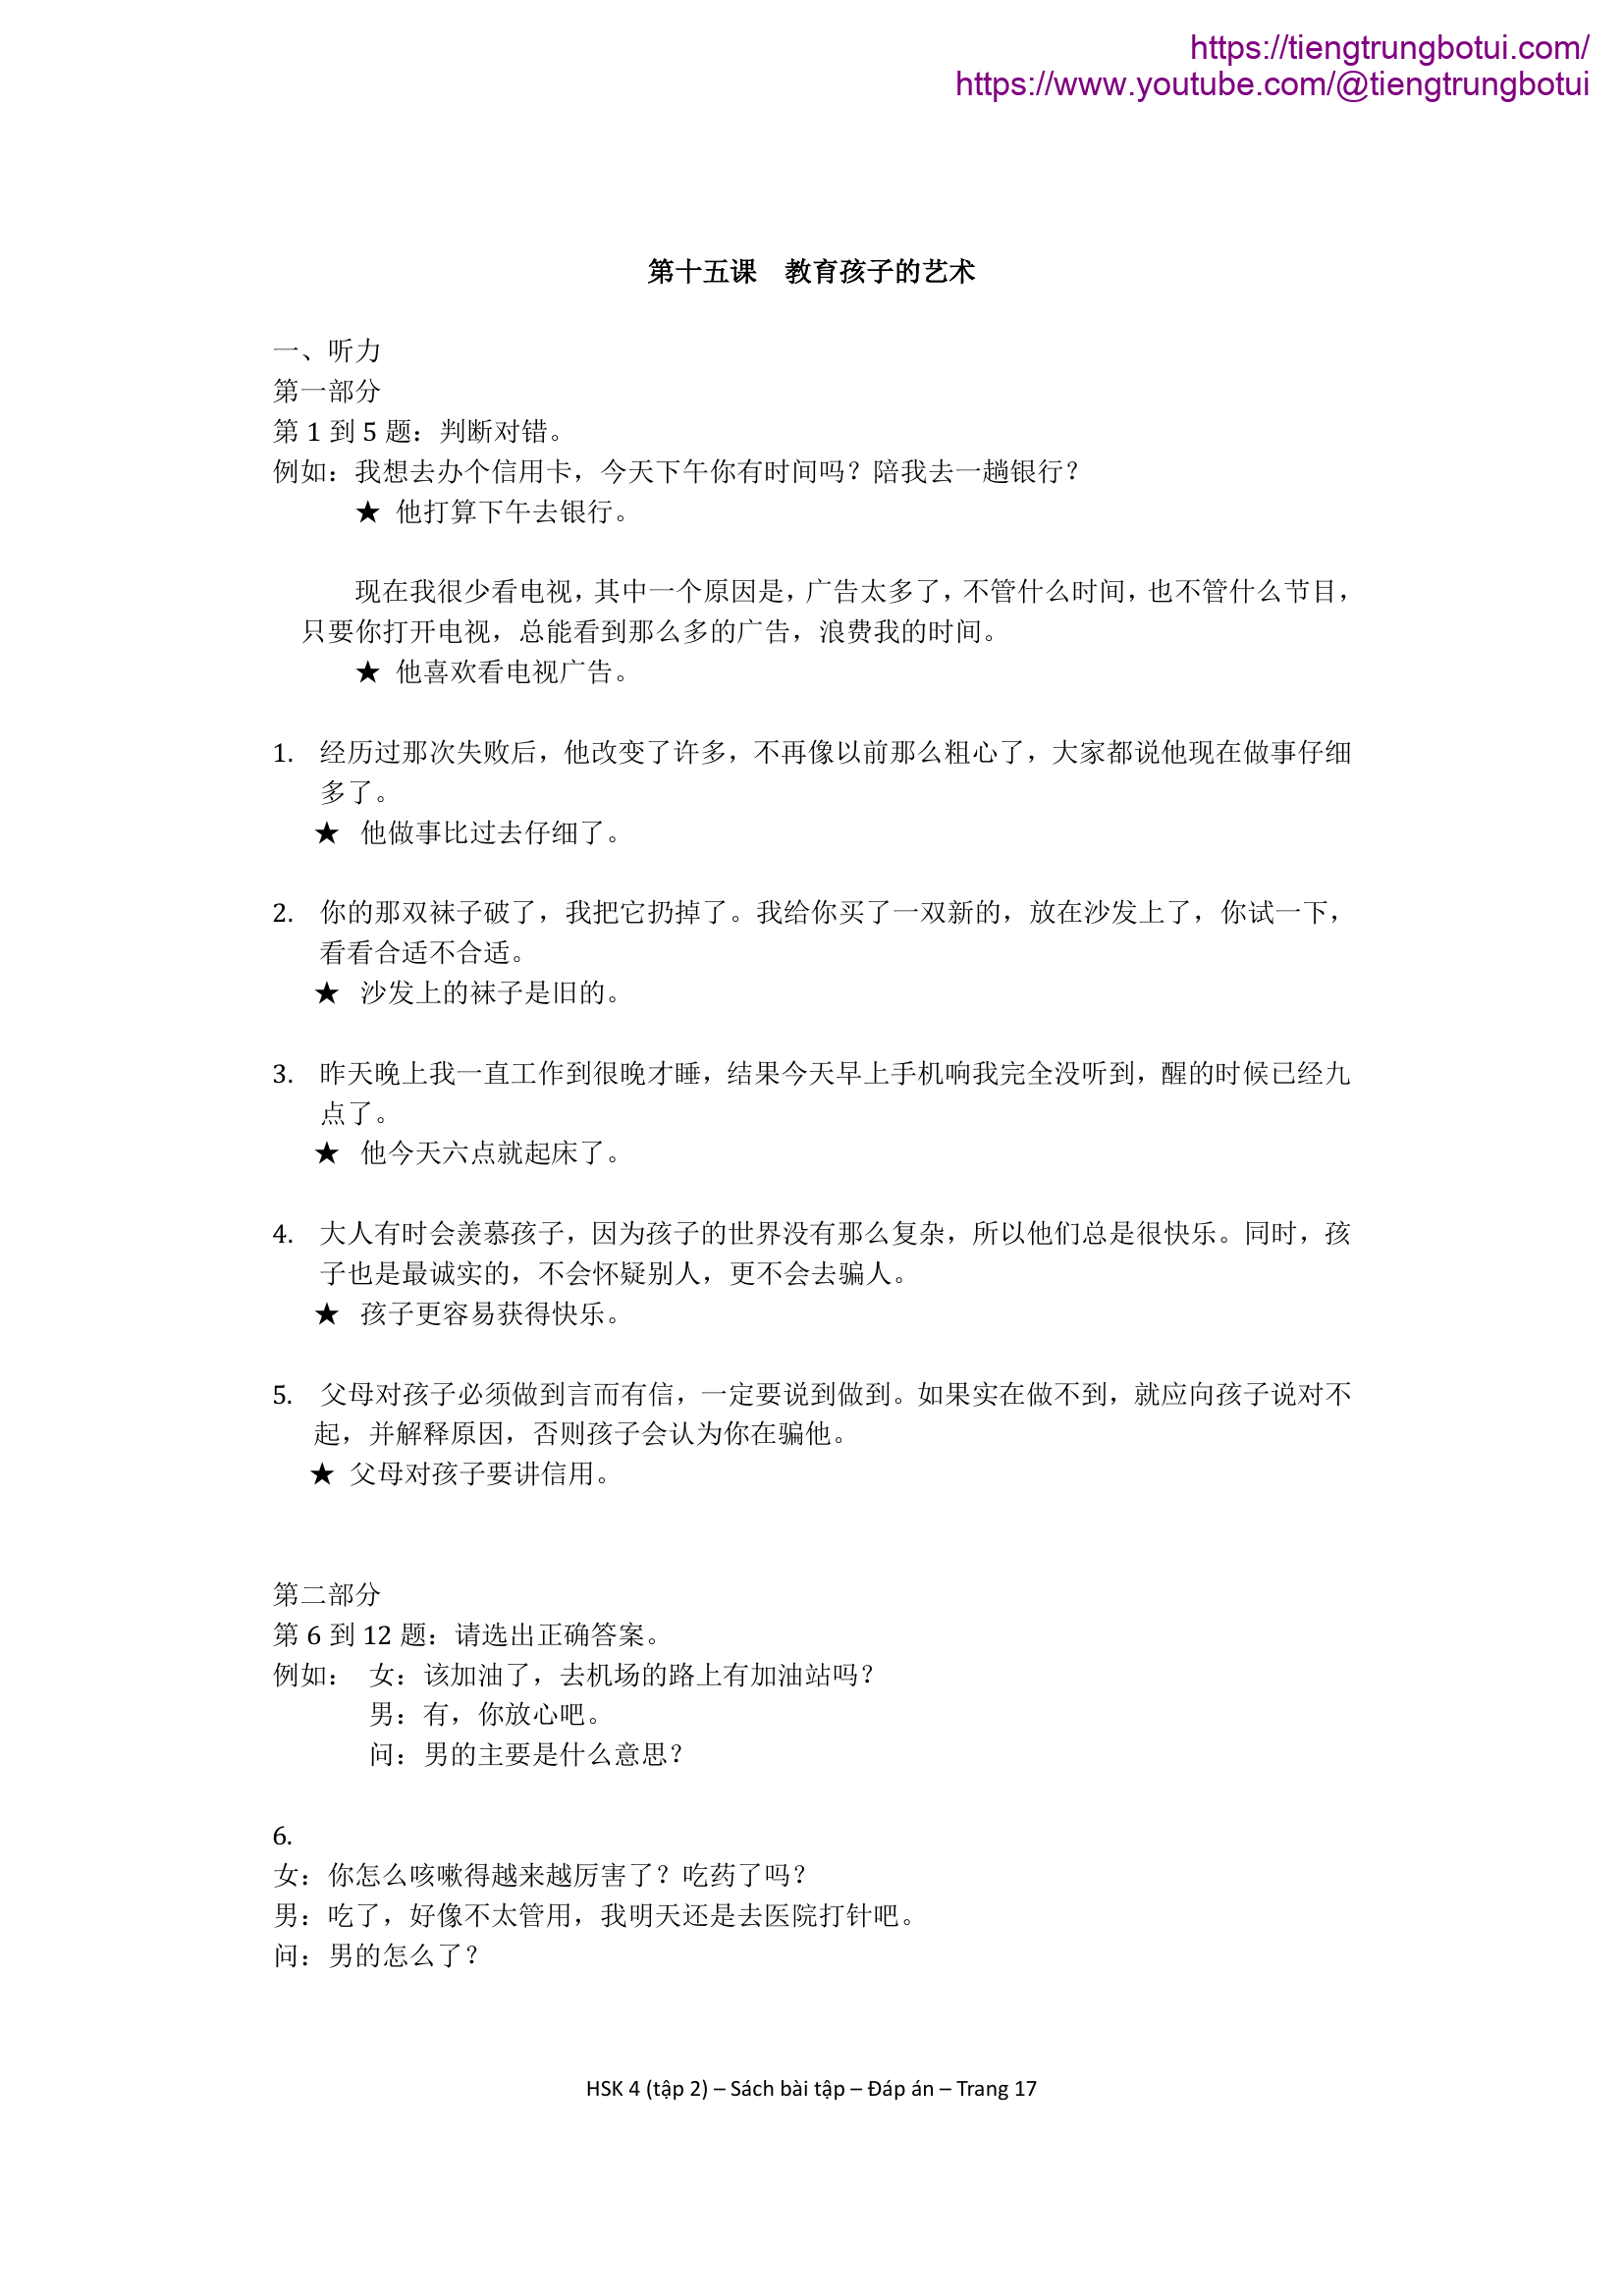 https://tiengtrungbotui.com/
https://www.youtube.com/@tiengtrungbotui
第十五课　教育孩子的艺术
一、听力
第一部分
第 1 到 5 题：判断对错。
例如：我想去办个信用卡，今天下午你有时间吗？陪我去一趟银行？
★ 他打算下午去银行。
现在我很少看电视，其中一个原因是，广告太多了，不管什么时间，也不管什么节目，
只要你打开电视，总能看到那么多的广告，浪费我的时间。
★ 他喜欢看电视广告。
1. 经历过那次失败后，他改变了许多，不再像以前那么粗心了，大家都说他现在做事仔细
多了。
★ 他做事比过去仔细了。
2. 你的那双袜子破了，我把它扔掉了。我给你买了一双新的，放在沙发上了，你试一下，
看看合适不合适。
★ 沙发上的袜子是旧的。
3. 昨天晚上我一直工作到很晚才睡，结果今天早上手机响我完全没听到，醒的时候已经九
点了。
★ 他今天六点就起床了。
4. 大人有时会羡慕孩子，因为孩子的世界没有那么复杂，所以他们总是很快乐。同时，孩
子也是最诚实的，不会怀疑别人，更不会去骗人。
★ 孩子更容易获得快乐。
5. 父母对孩子必须做到言而有信，一定要说到做到。如果实在做不到，就应向孩子说对不
起，并解释原因，否则孩子会认为你在骗他。
★ 父母对孩子要讲信用。
第二部分
第 6 到 12 题：请选出正确答案。
例如： 女：该加油了，去机场的路上有加油站吗？
男：有，你放心吧。
问：男的主要是什么意思？
6.
女：你怎么咳嗽得越来越厉害了？吃药了吗？
男：吃了，好像不太管用，我明天还是去医院打针吧。
问：男的怎么了？
HSK 4 (tập 2) – Sách bài tập – Đáp án – Trang 17